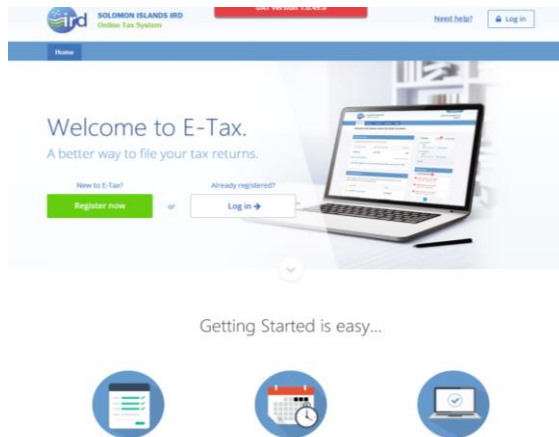 ird
SOLOMON ISLANDS IRD
Online Tax System
Need help?
Log in
Home
Welcome to E-Tax.
A better way to file your tax returns.
New to E-Tax?
Already registered?
Register now
or
Log in →
Getting Started is easy...